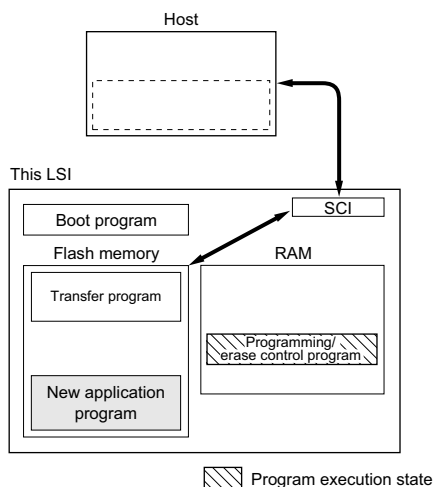 Host
This LSI
SCI
Boot program
Flash memory
RAM
Transfer program
Programming/
erase control program
New application
program
Program execution state